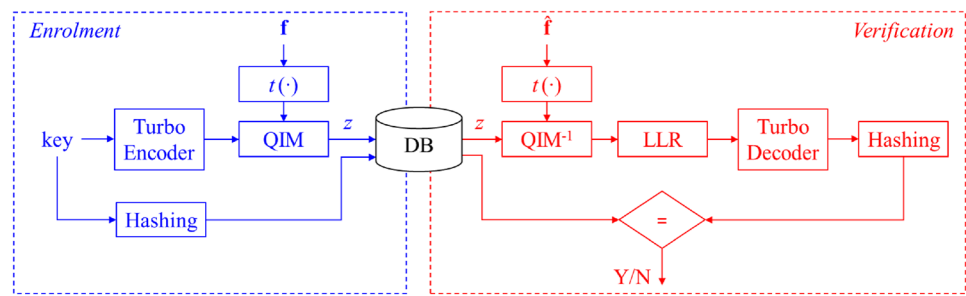 Enrolment
f
t(·)
key
Turbo
Encoder
QIM
z
Hashing
DB
Verification
f̂
t(·)
z
QIM⁻¹
LLR
Turbo
Decoder
Hashing
=
Y/N